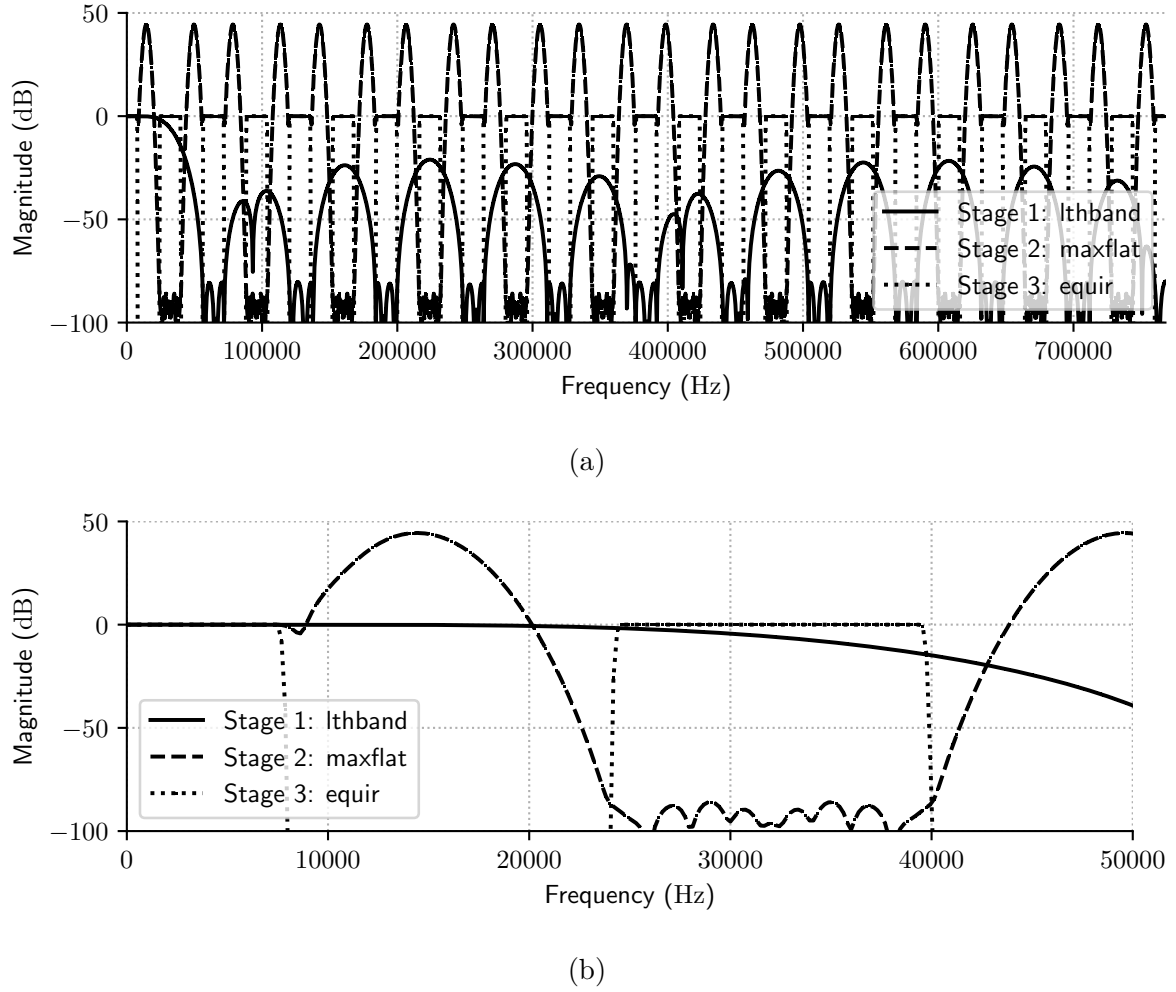 50
0
−50
−100
Magnitude (dB)
Stage 1: lthband
Stage 2: maxflat
Stage 3: equir
0 100000 200000 300000 400000 500000 600000 700000
Frequency (Hz)
(a)
50
0
−50
−100
Magnitude (dB)
Stage 1: lthband
Stage 2: maxflat
Stage 3: equir
0 10000 20000 30000 40000 50000
Frequency (Hz)
(b)